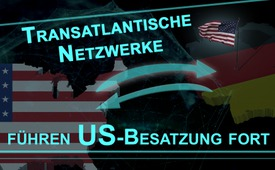 Transatlantische
Netzwerke
führen US-Besatzung fort